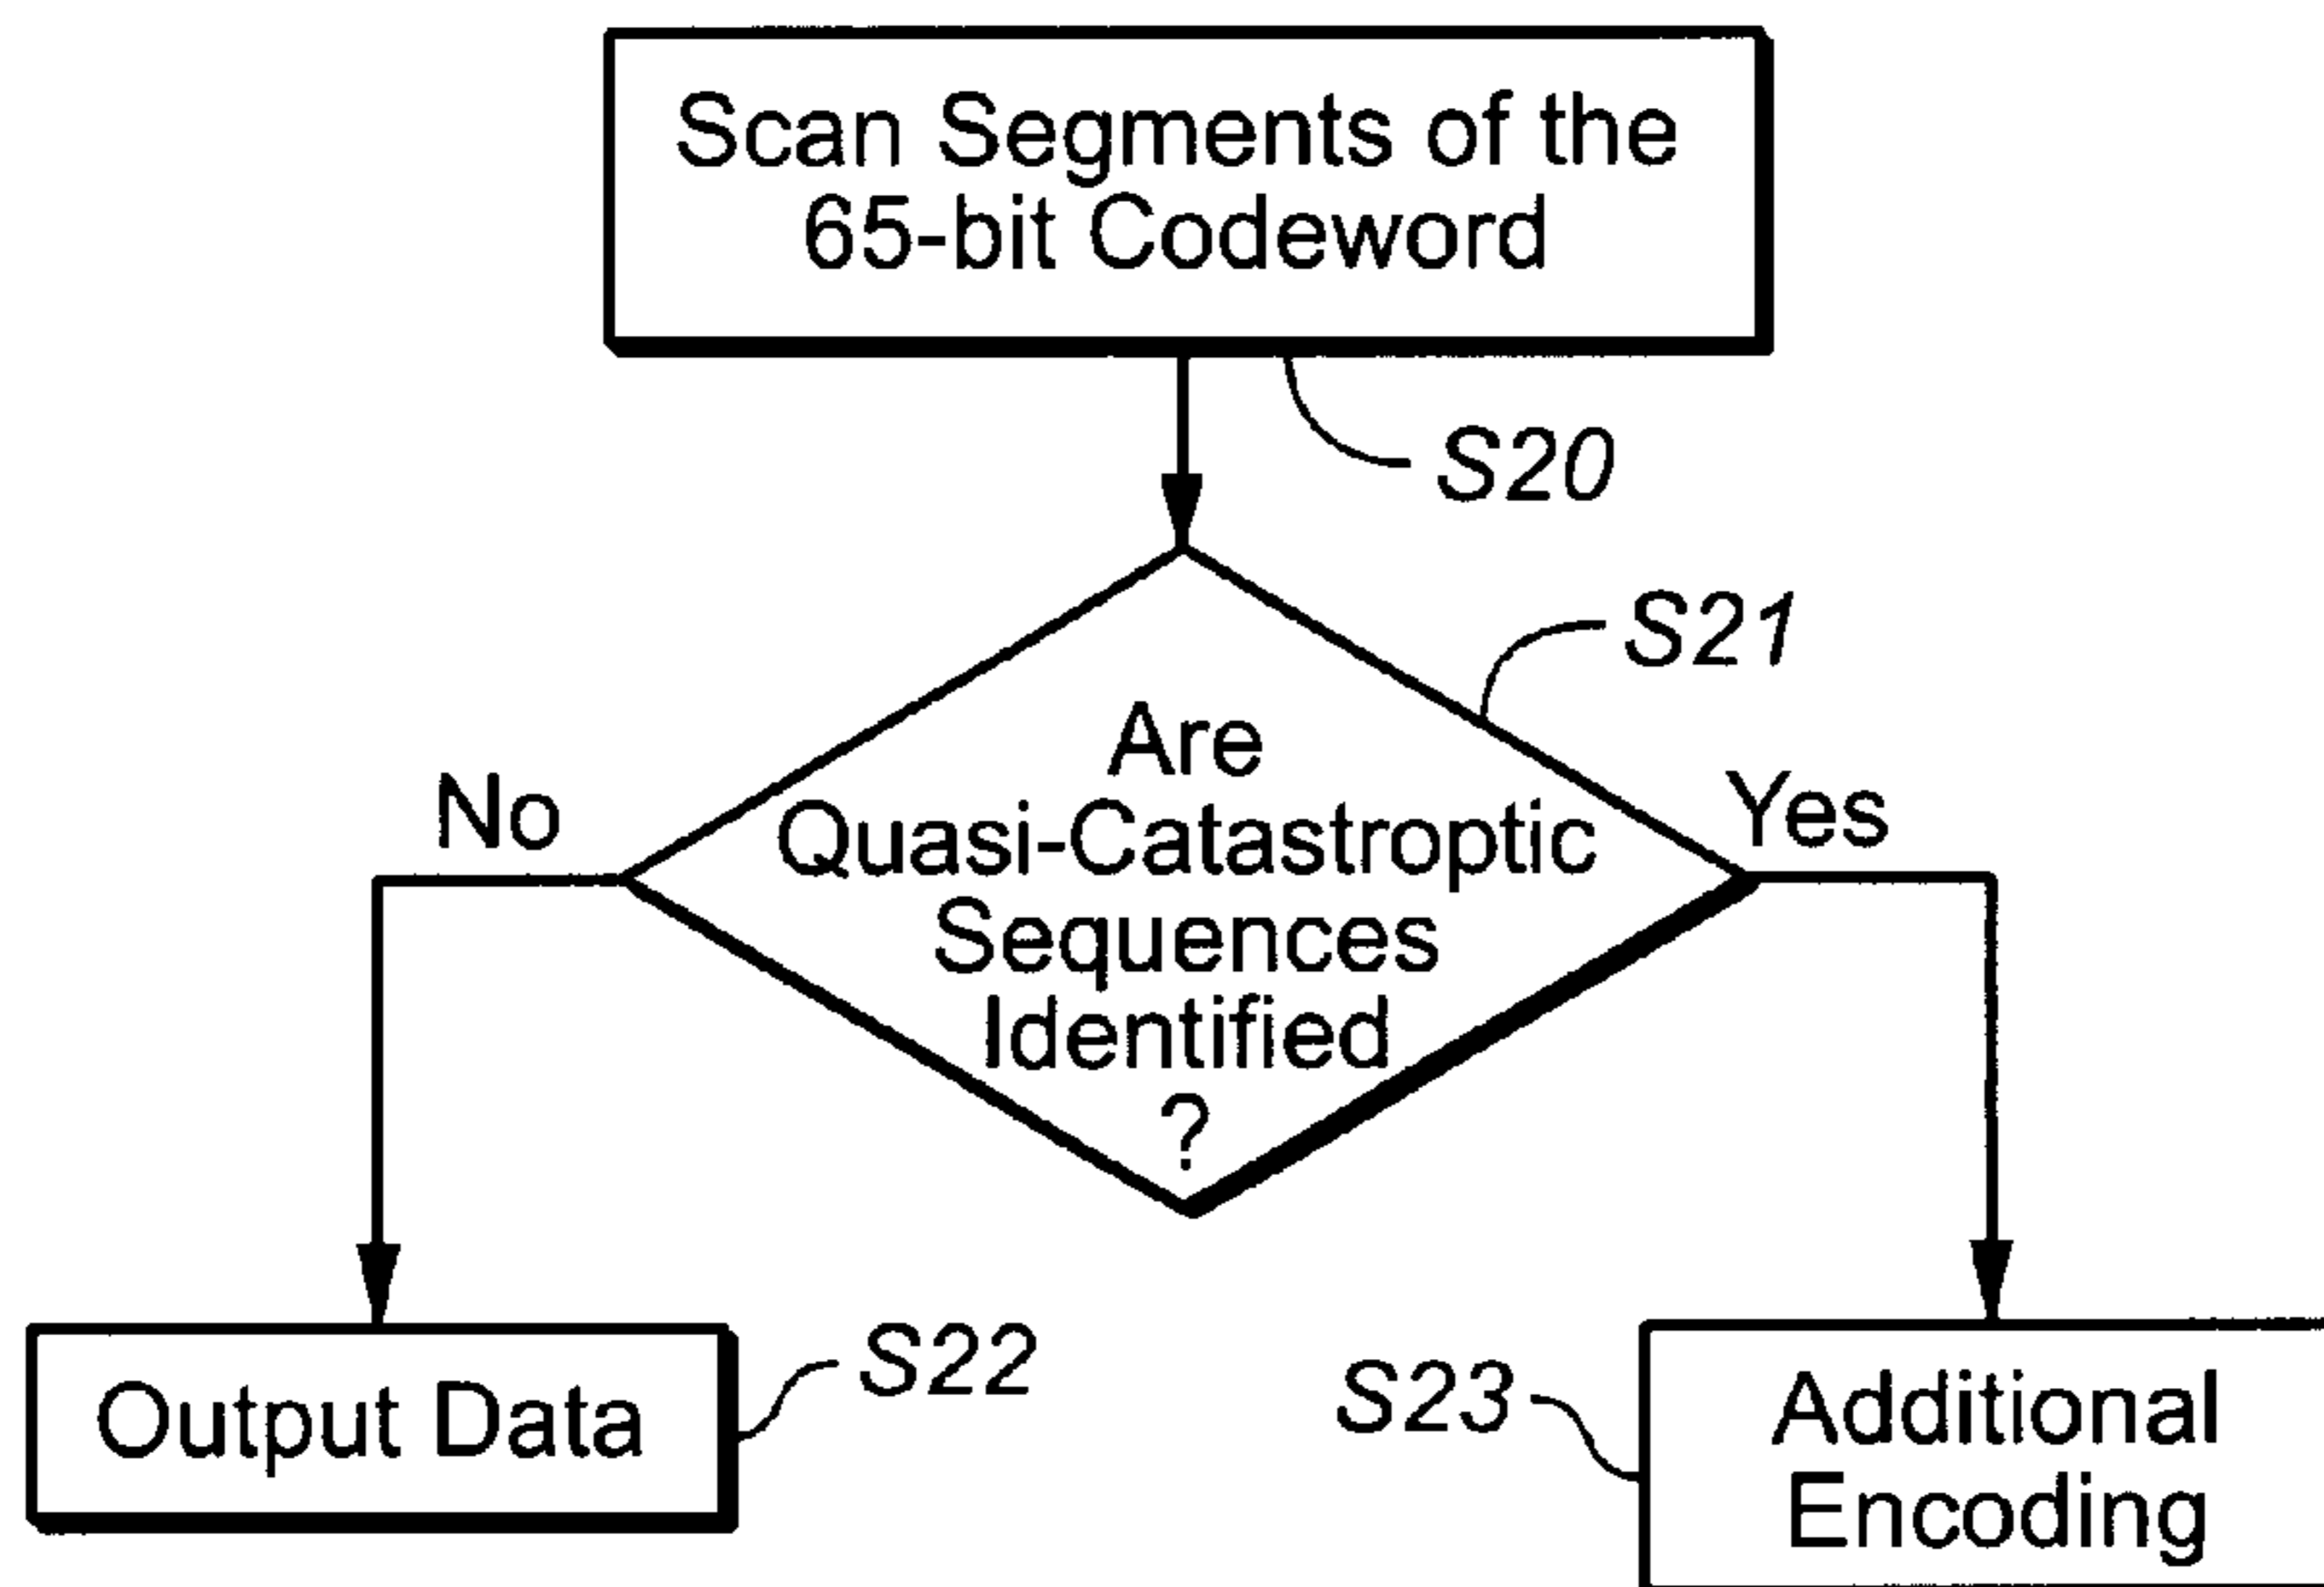 Scan Segments of the
65-bit Codeword
S20
S21
Are
Quasi-Catastroptic
Sequences
Identified
?
No
Yes
Output Data
S22
S23
Additional
Encoding